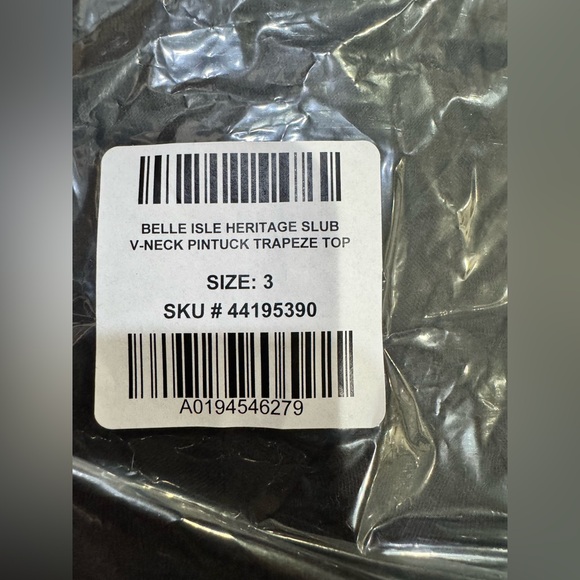 BELLE ISLE HERITAGE SLUB
V-NECK PINTUCK TRAPEZE TOP
SIZE: 3
SKU # 44195390
A0194546279